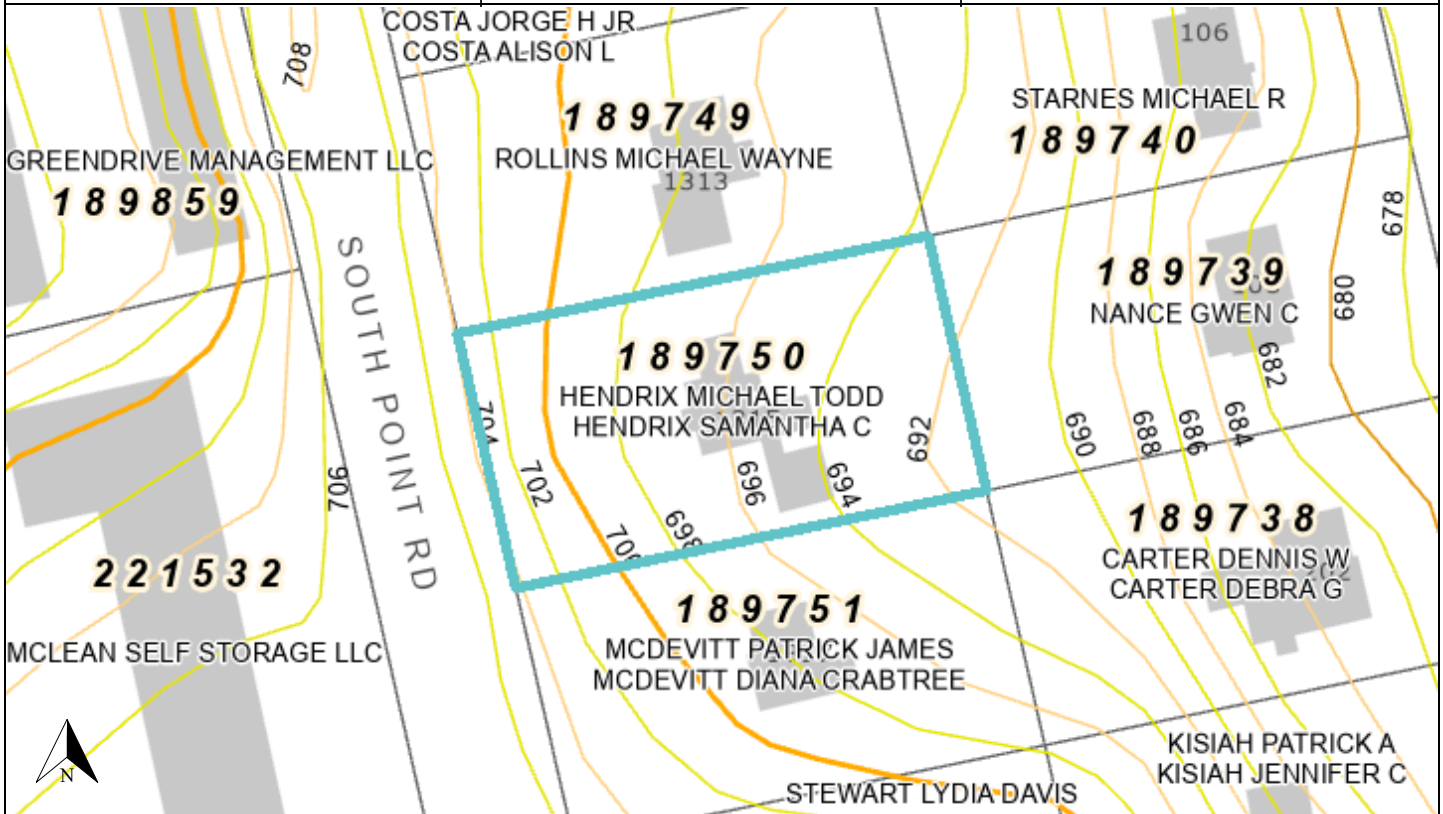 COSTA JORGE H JR
COSTA ALISON L
106
708
189749
STARNES MICHAEL R
189740
GREENDRIVE MANAGEMENT LLC
ROLLINS MICHAEL WAYNE
1313
189859
678
SOUTH POINT RD
189739
NANCE GWEN C
680
189750
HENDRIX MICHAEL TODD
HENDRIX SAMANTHA C
682
704
692
690
688
686
684
706
702
696
694
698
189738
CARTER DENNIS W
CARTER DEBRA G
202
221532
189751
MCLEAN SELF STORAGE LLC
MCDEVITT PATRICK JAMES
MCDEVITT DIANA CRABTREE
N
KISIAH PATRICK A
KISIAH JENNIFER C
STEWART LYDIA DAVIS